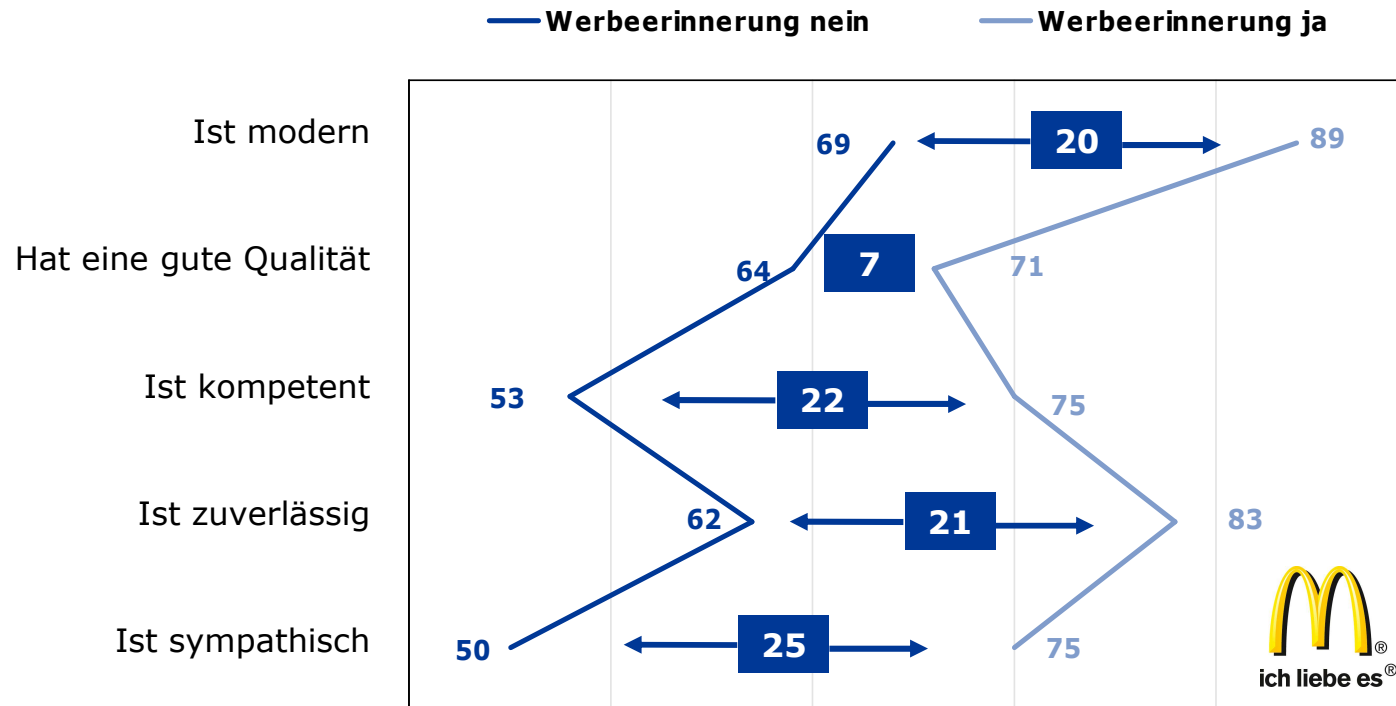 Werbeerinnerung nein Werbeerinnerung ja
Ist modern 69 20 89
Hat eine gute Qualität 64 7 71
Ist kompetent 53 22 75
Ist zuverlässig 62 21 83
Ist sympathisch 50 25 75
®
ich liebe es®